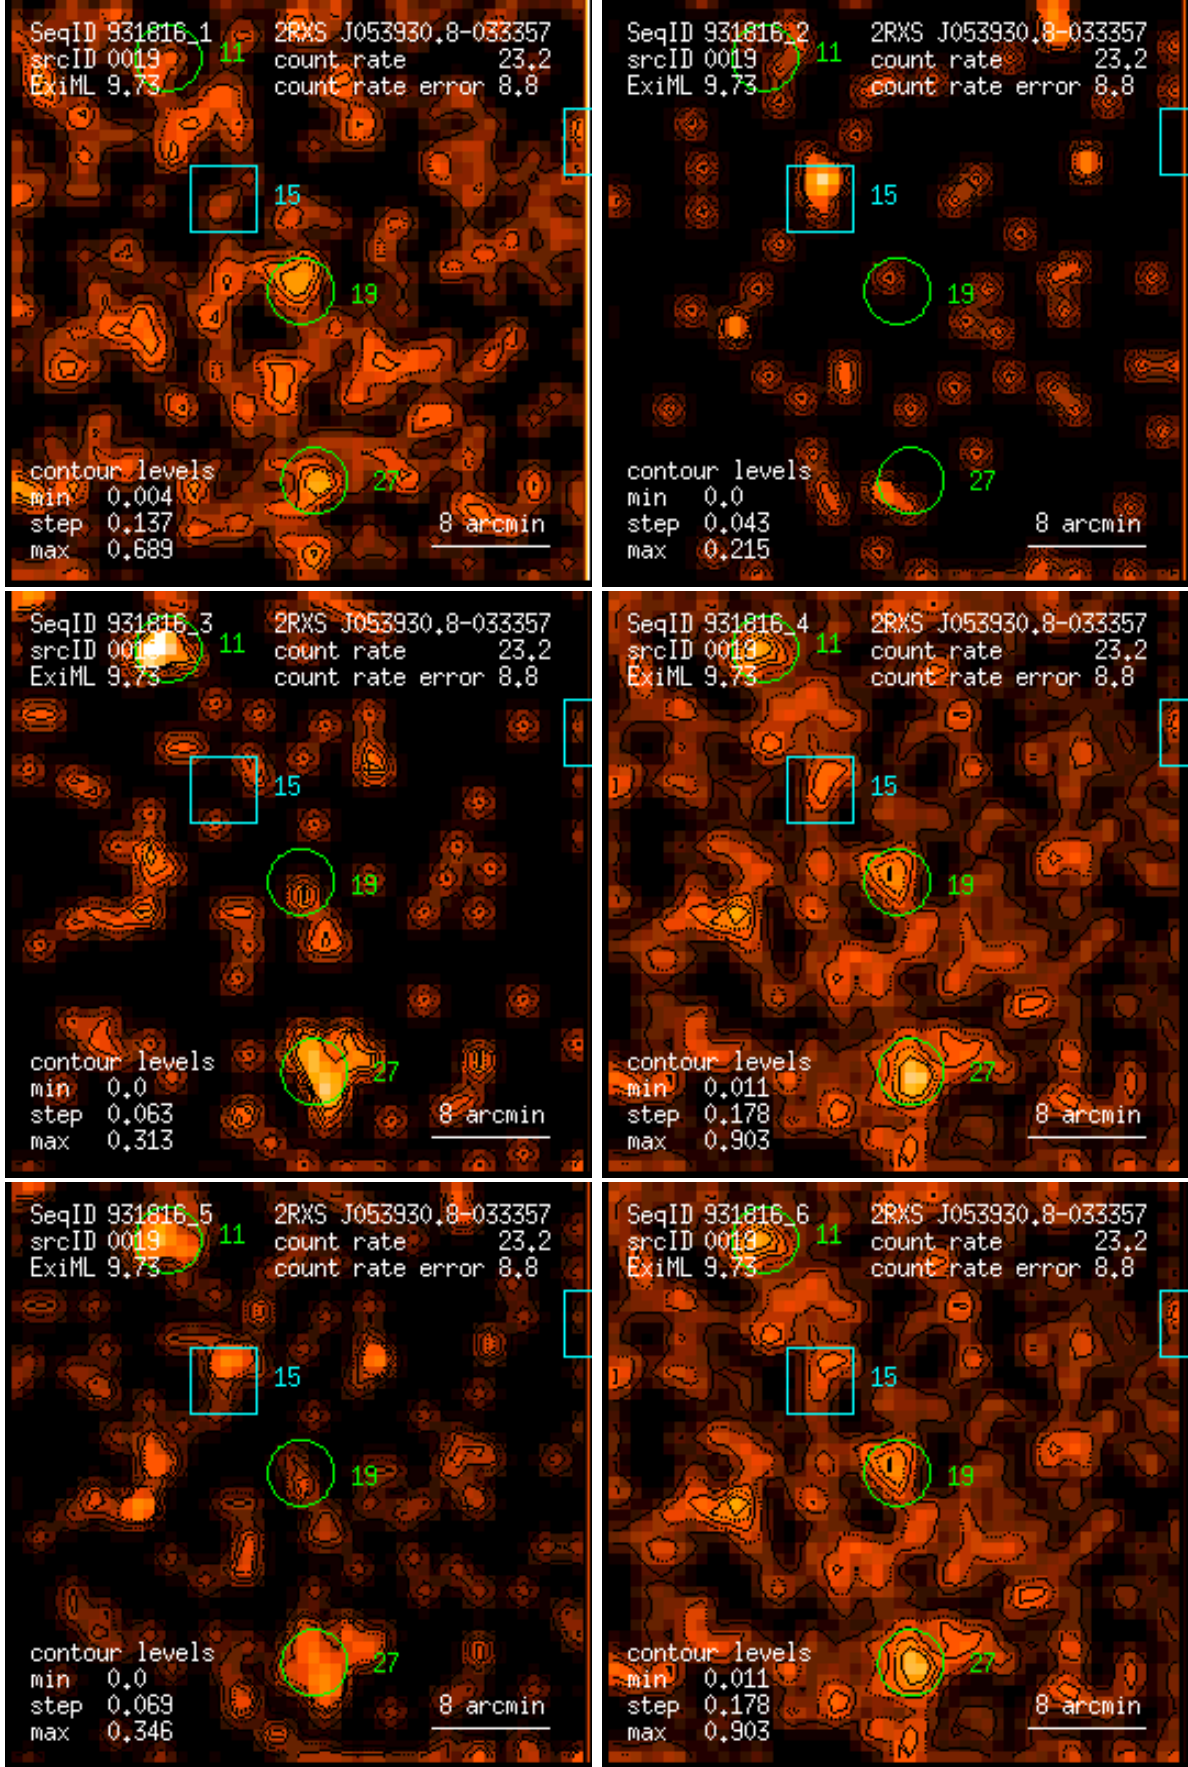 SeqID 931816_1 2RXS J053930.8-033357
srcID 0019 11 count rate 23.2
ExiML 9.73 count rate error 8.8
15
19
27
contour levels
min 0.004
step 0.137 8 arcmin
max 0.689
SeqID 931816_2 2RXS J053930.8-033357
srcID 0019 11 count rate 23.2
ExiML 9.73 count rate error 8.8
15
19
27
contour levels
min 0.0
step 0.043 8 arcmin
max 0.215
SeqID 931816_3 2RXS J053930.8-033357
srcID 0019 11 count rate 23.2
ExiML 9.73 count rate error 8.8
15
19
27
contour levels
min 0.0
step 0.063 8 arcmin
max 0.313
SeqID 931816_4 2RXS J053930.8-033357
srcID 0019 11 count rate 23.2
ExiML 9.73 count rate error 8.8
15
19
27
contour levels
min 0.011
step 0.178 8 arcmin
max 0.903
SeqID 931816_5 2RXS J053930.8-033357
srcID 0019 11 count rate 23.2
ExiML 9.73 count rate error 8.8
15
19
27
contour levels
min 0.0
step 0.069 8 arcmin
max 0.346
SeqID 931816_6 2RXS J053930.8-033357
srcID 0019 11 count rate 23.2
ExiML 9.73 count rate error 8.8
15
19
27
contour levels
min 0.011
step 0.178 8 arcmin
max 0.903